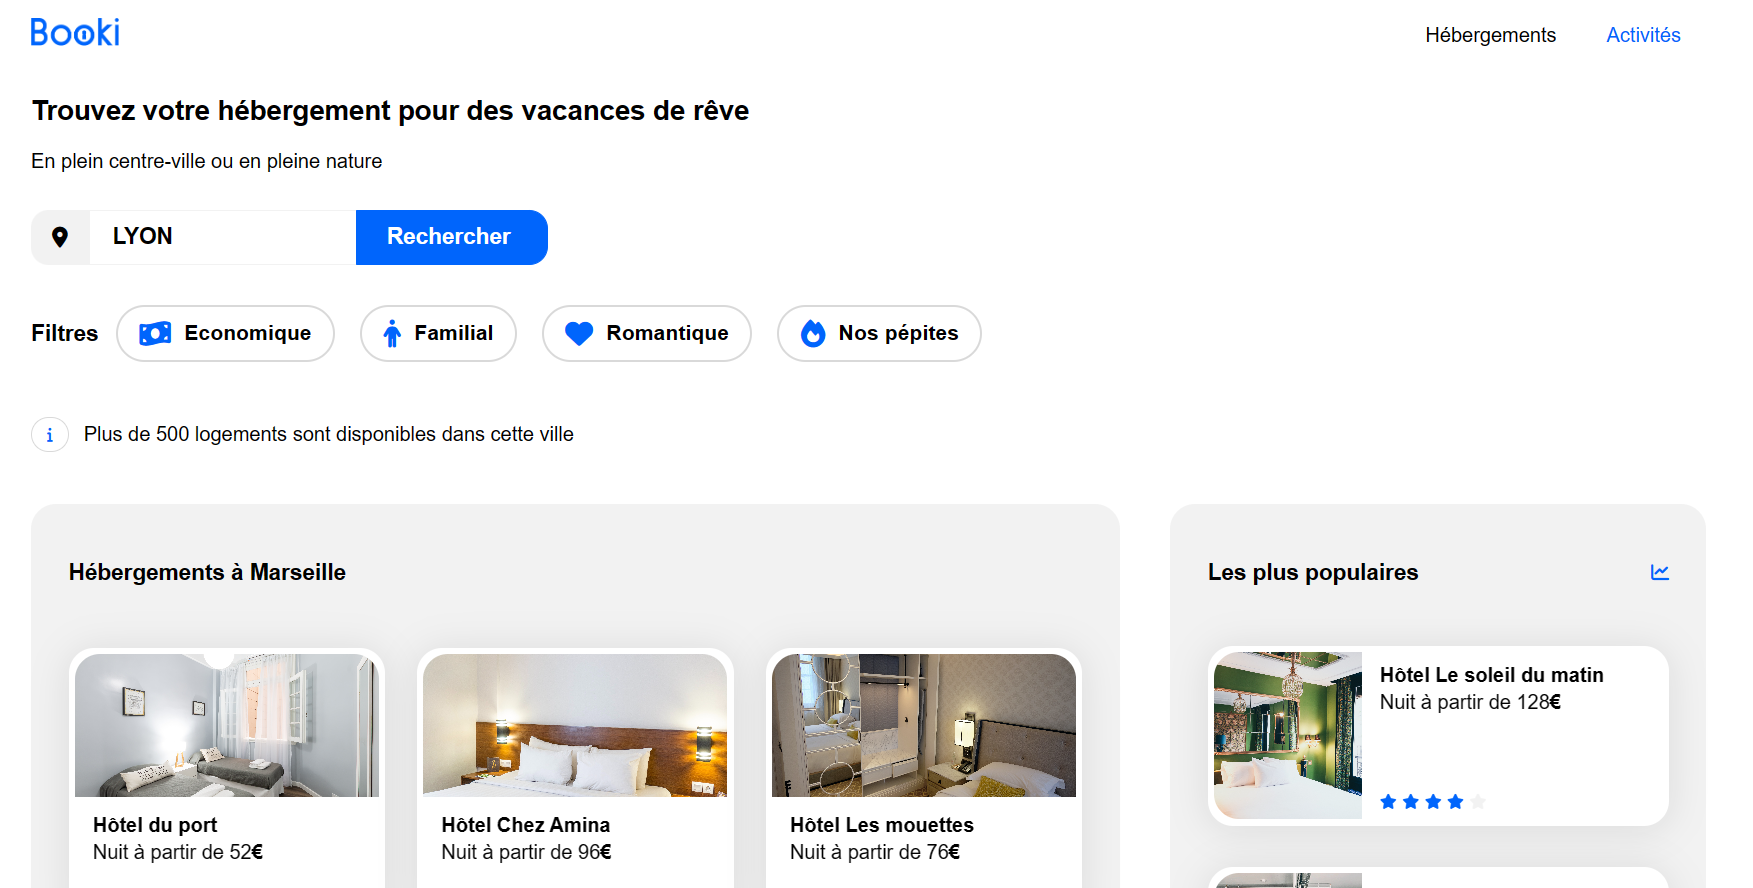 Booki
Hébergements
Activités
Trouvez votre hébergement pour des vacances de rêve
En plein centre-ville ou en pleine nature
LYON
Rechercher
Filtres
Economique
Familial
Romantique
Nos pépites
i
Plus de 500 logements sont disponibles dans cette ville
Hébergements à Marseille
Hôtel du port
Nuit à partir de 52€
Hôtel Chez Amina
Nuit à partir de 96€
Hôtel Les mouettes
Nuit à partir de 76€
Les plus populaires
Hôtel Le soleil du matin
Nuit à partir de 128€